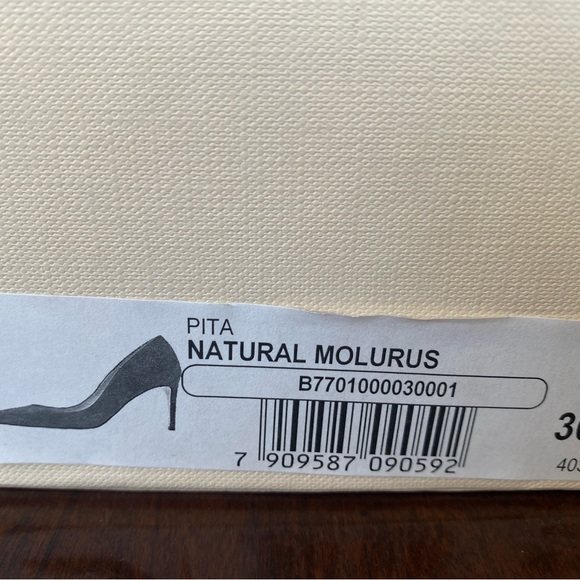 PITA
NATURAL MOLURUS
B7701000030001
7 909587 090592